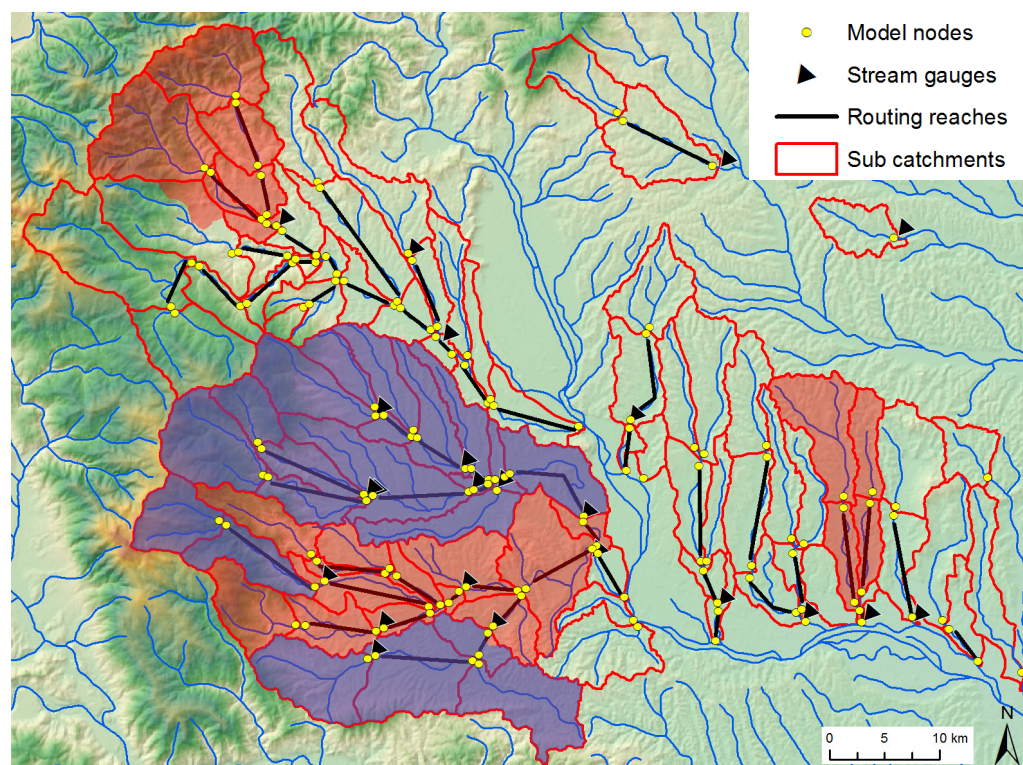 Model nodes
Stream gauges
Routing reaches
Sub catchments
N
0 5 10 km